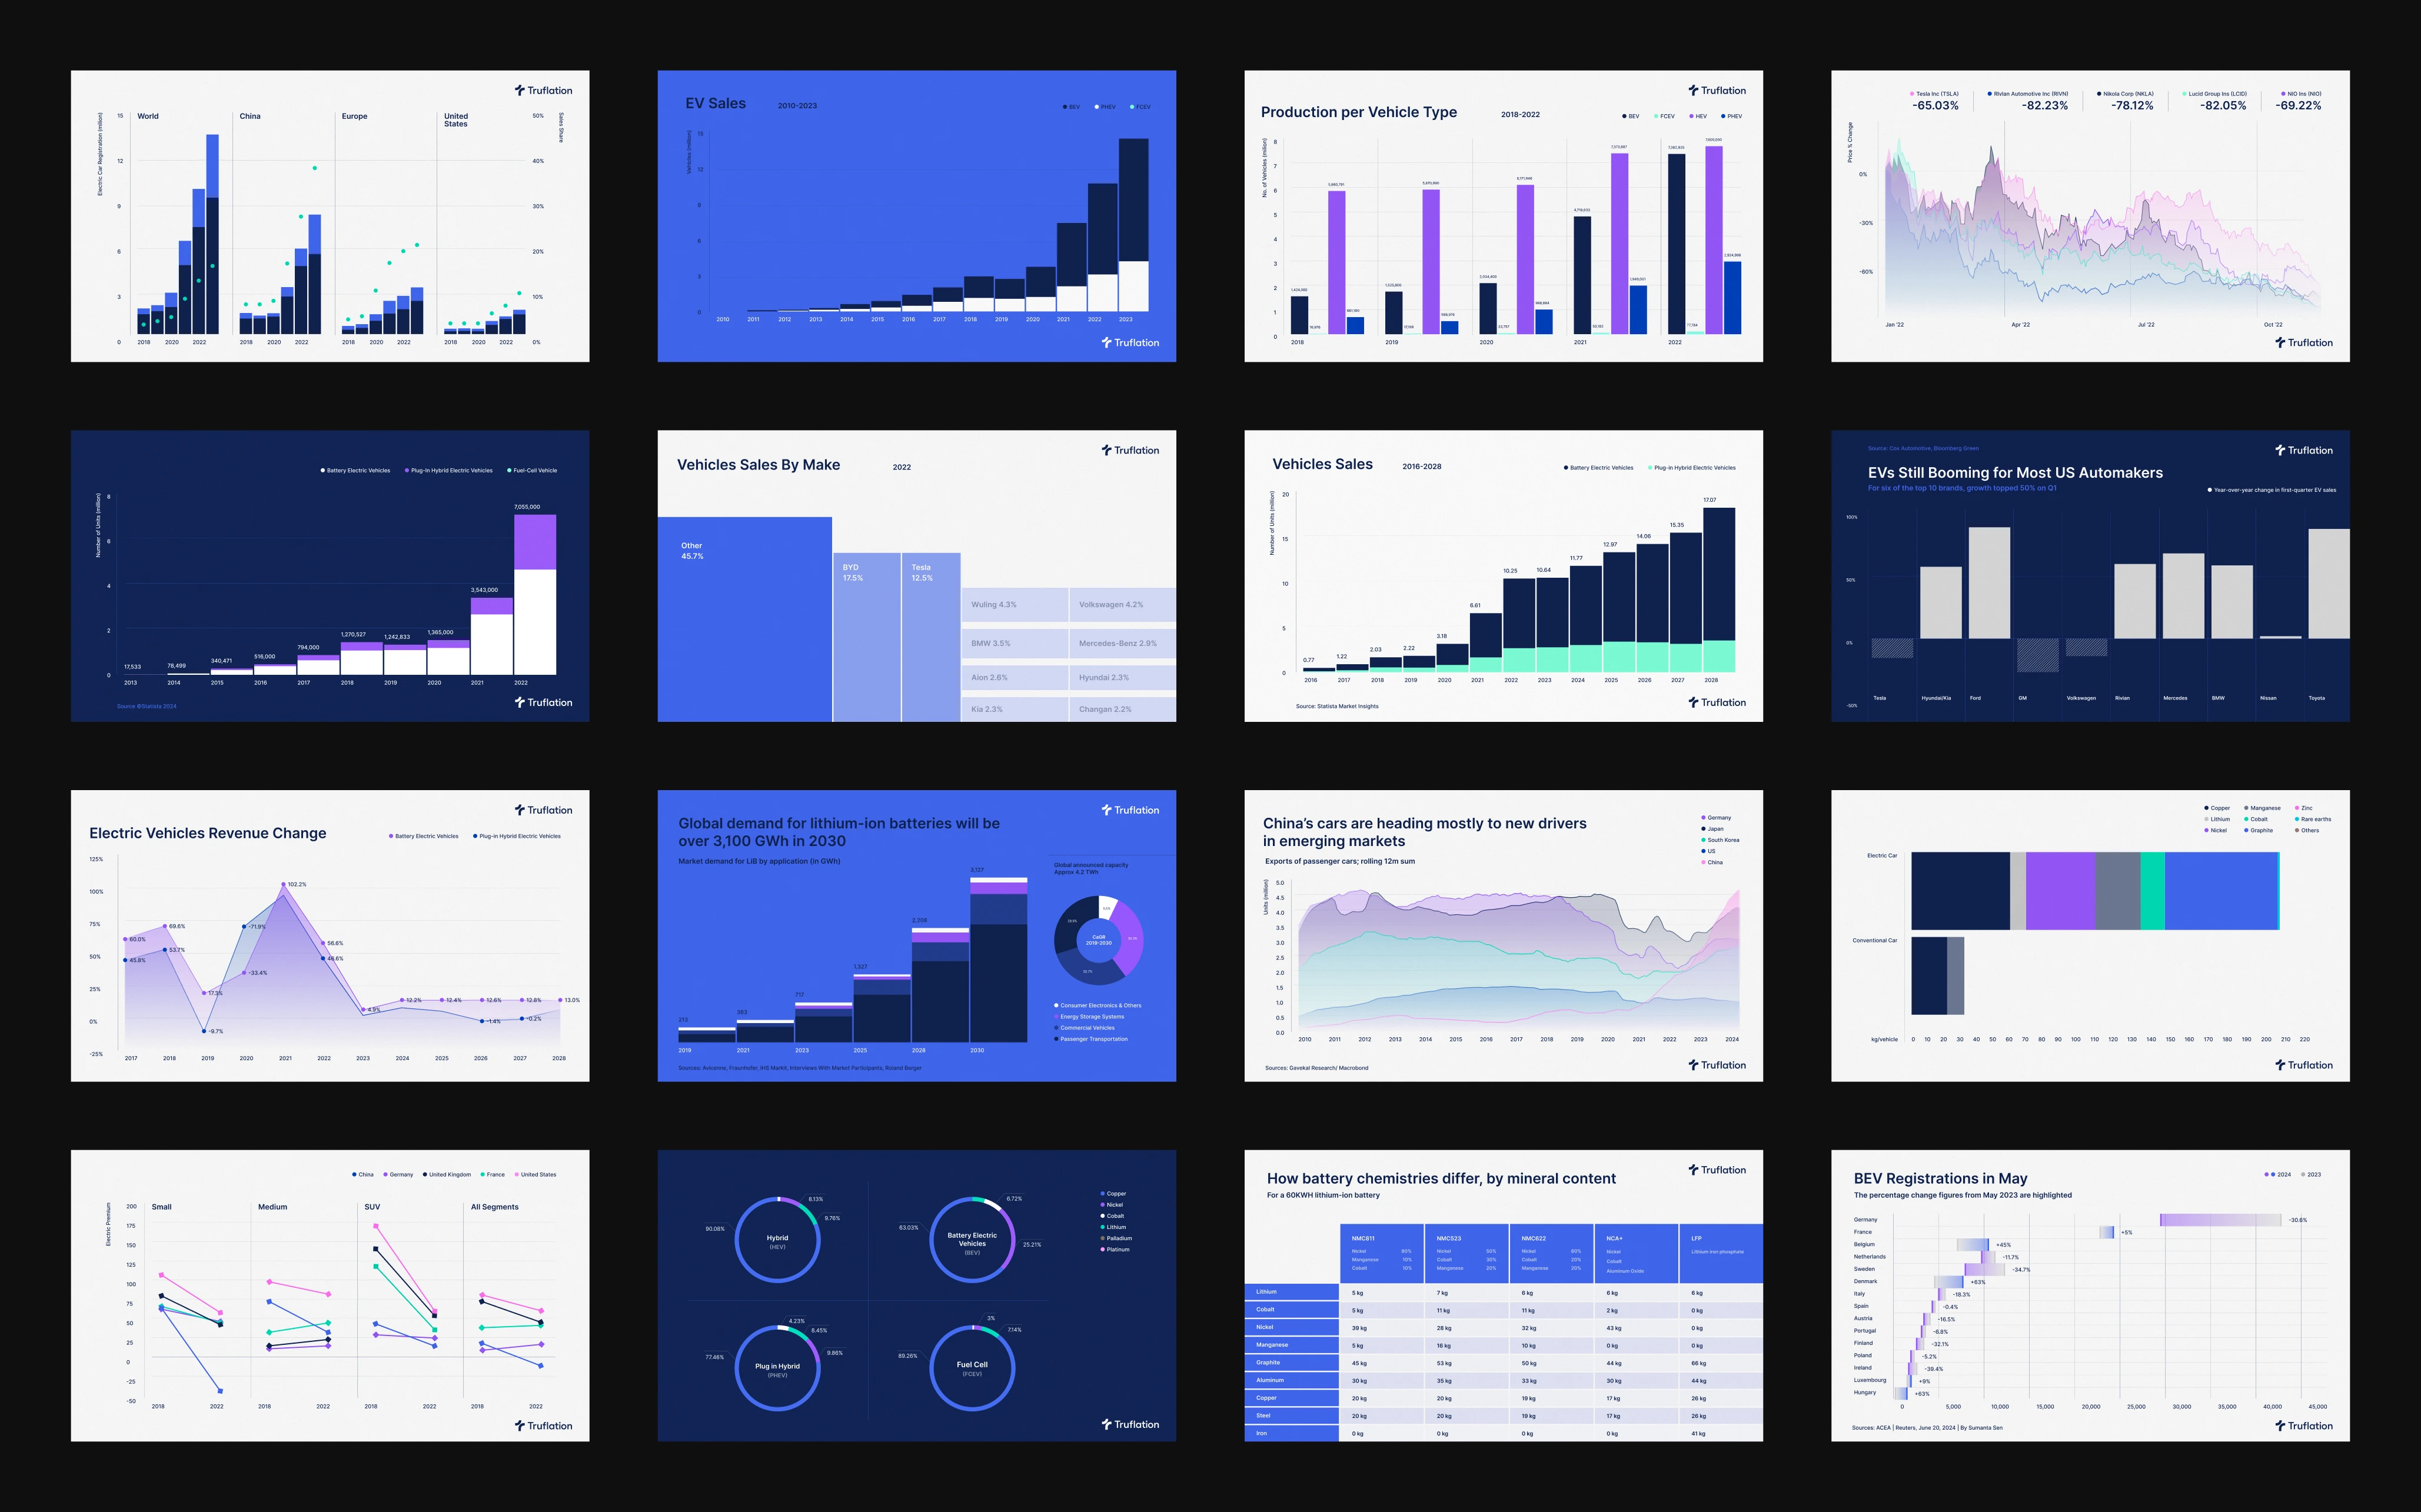 Truflation
World
China
Europe
United States
Electric Car Registration (milion)
Sales Share
15
12
9
6
3
0
50%
40%
30%
20%
10%
0%
2018 2020 2022
2018 2020 2022
2018 2020 2022
2018 2020 2022
EV Sales 2010-2023
BEV PHEV FCEV
Vehicles (million)
15
12
9
6
3
0
2010 2011 2012 2013 2014 2015 2016 2017 2018 2019 2020 2021 2022 2023
Truflation
Truflation
Production per Vehicle Type 2018-2022
BEV FCEV HEV PHEV
No. of Vehicles (milion)
8
7
6
5
4
3
2
1
0
2018 2019 2020 2021 2022
Tesla Inc (TSLA) Rivian Automotive Inc (RIVN) Nikola Corp (NKLA) Lucid Group Ins (LCID) NIO Ins (NIO)
-65.03% -82.23% -78.12% -82.05% -69.22%
Price % Change
0%
-30%
-60%
Jan '22 Apr '22 Jul '22 Oct '22
Truflation
Battery Electric Vehicles Plug-In Hybrid Electric Vehicles Fuel-Cell Vehicle
Number of Units (million)
8
6
4
2
0
17,533 78,499 340,471 516,000 794,000 1,270,527 1,242,833 1,365,000 3,543,000 7,055,000
2013 2014 2015 2016 2017 2018 2019 2020 2021 2022
Source ©Statista 2024
Truflation
Truflation
Vehicles Sales By Make 2022
Other
45.7%
BYD
17.5%
Tesla
12.5%
Wuling 4.3% Volkswagen 4.2%
BMW 3.5% Mercedes-Benz 2.9%
Aion 2.6% Hyundai 2.3%
Kia 2.3% Changan 2.2%
Truflation
Vehicles Sales 2016-2028
Battery Electric Vehicles Plug-in Hybrid Electric Vehicles
Number of Units (million)
20
15
10
5
0
0.77 1.22 2.03 2.22 3.18 6.61 10.25 10.64 11.77 12.97 14.06 15.35 17.07
2016 2017 2018 2019 2020 2021 2022 2023 2024 2025 2026 2027 2028
Source: Statista Market Insights
Truflation
Source: Cox Automotive, Bloomberg Green
Truflation
EVs Still Booming for Most US Automakers
For six of the top 10 brands, growth topped 50% on Q1
Year-over-year change in first-quarter EV sales
100%
50%
0%
-50%
Tesla Hyundai/Kia Ford GM Volkswagen Rivian Mercedes BMW Nissan Toyota
Truflation
Electric Vehicles Revenue Change
Battery Electric Vehicles Plug-in Hybrid Electric Vehicles
125%
100%
75%
50%
25%
0%
-25%
60.0% 69.6% 17.3% -33.4% 102.2% 56.6% 4.9% 12.2% 12.4% 12.6% 12.8% 13.0%
45.8% 53.7% -9.7% -71.9% 46.6% -1.4% -0.2%
2017 2018 2019 2020 2021 2022 2023 2024 2025 2026 2027 2028
Truflation
Global demand for lithium-ion batteries will be
over 3,100 GWh in 2030
Market demand for LiB by application (in GWh)
Global announced capacity
Approx 4.2 TWh
CaGR
2019-2030
2019 2021 2023 2025 2028 2030
Consumer Electronics & Others
Energy Storage Systems
Commercial Vehicles
Passenger Transportation
China's cars are heading mostly to new drivers
in emerging markets
Exports of passenger cars; rolling 12m sum
Germany
Japan
South Korea
US
China
Units (million)
5.0
4.5
4.0
3.5
3.0
2.5
2.0
1.5
1.0
0.5
0.0
2010 2011 2012 2013 2014 2015 2016 2017 2018 2019 2020 2021 2022 2023 2024
Sources: Gavekal Research/ Macrobond
Truflation
Copper Manganese Zinc
Lithium Cobalt Rare earths
Nickel Graphite Others
Electric Car
Conventional Car
kg/vehicle 0 10 20 30 40 50 60 70 80 90 100 110 120 130 140 150 160 170 180 190 200 210 220
Truflation
China Germany United Kingdom France United States
Electric Premium
Small Medium SUV All Segments
200
175
150
125
100
75
50
25
0
-25
-50
2018 2022 2018 2022 2018 2022 2018 2022
Truflation
Hybrid
(HEV)
90.08% 8.13% 9.76%
Battery Electric
Vehicles
(BEV)
63.03% 6.72% 25.21%
Plug in Hybrid
(PHEV)
77.46% 4.23% 8.45% 9.86%
Fuel Cell
(FCEV)
89.26% 3% 7.14%
Copper
Nickel
Cobalt
Lithium
Palladium
Platinum
Truflation
Truflation
How battery chemistries differ, by mineral content
For a 60KWH lithium-ion battery
NMC811 NMC523 NMC622 NCA+ LFP
Nickel 80% Nickel 50% Nickel 60% Nickel Lithium iron phosphate
Manganese 10% Cobalt 30% Cobalt 20% Cobalt
Cobalt 10% Manganese 20% Manganese 20% Aluminum Oxide
Lithium 5 kg 7 kg 6 kg 6 kg 6 kg
Cobalt 5 kg 11 kg 11 kg 2 kg 0 kg
Nickel 39 kg 28 kg 32 kg 43 kg 0 kg
Manganese 5 kg 16 kg 10 kg 0 kg 0 kg
Graphite 45 kg 53 kg 50 kg 44 kg 66 kg
Aluminum 30 kg 35 kg 33 kg 30 kg 44 kg
Copper 20 kg 20 kg 19 kg 17 kg 26 kg
Steel 20 kg 20 kg 19 kg 17 kg 26 kg
Iron 0 kg 0 kg 0 kg 0 kg 41 kg
BEV Registrations in May
2024 2023
The percentage change figures from May 2023 are highlighted
Germany -30.6%
France +5%
Belgium +45%
Netherlands -11.7%
Sweden -34.7%
Denmark +63%
Italy -18.3%
Spain -0.4%
Austria -16.5%
Portugal -6.8%
Finland -32.1%
Poland -5.2%
Ireland -39.4%
Luxembourg +9%
Hungary +63%
0 5,000 10,000 15,000 20,000 25,000 30,000 35,000 40,000 45,000
Sources: ACEA | Reuters, June 20, 2024 | By Sumanta Sen
Truflation